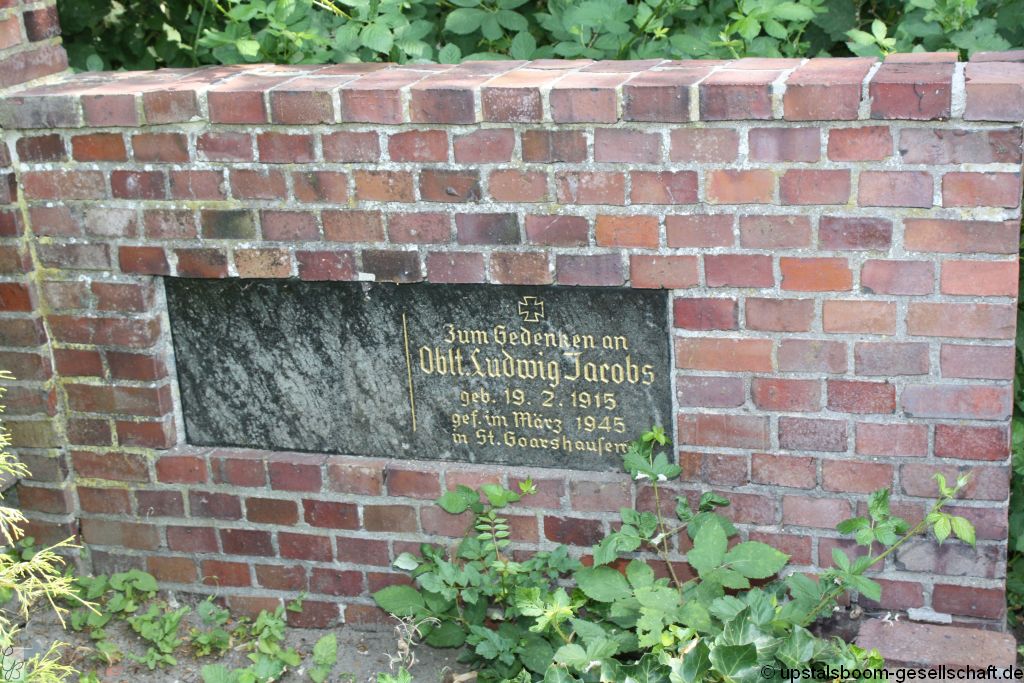 Zum Gedenken an
Oblt. Ludwig Jacobs
geb. 19. 2. 1915
gef. im März 1945
in St. Goarshausen
© upstalsboom-gesellschaft.de